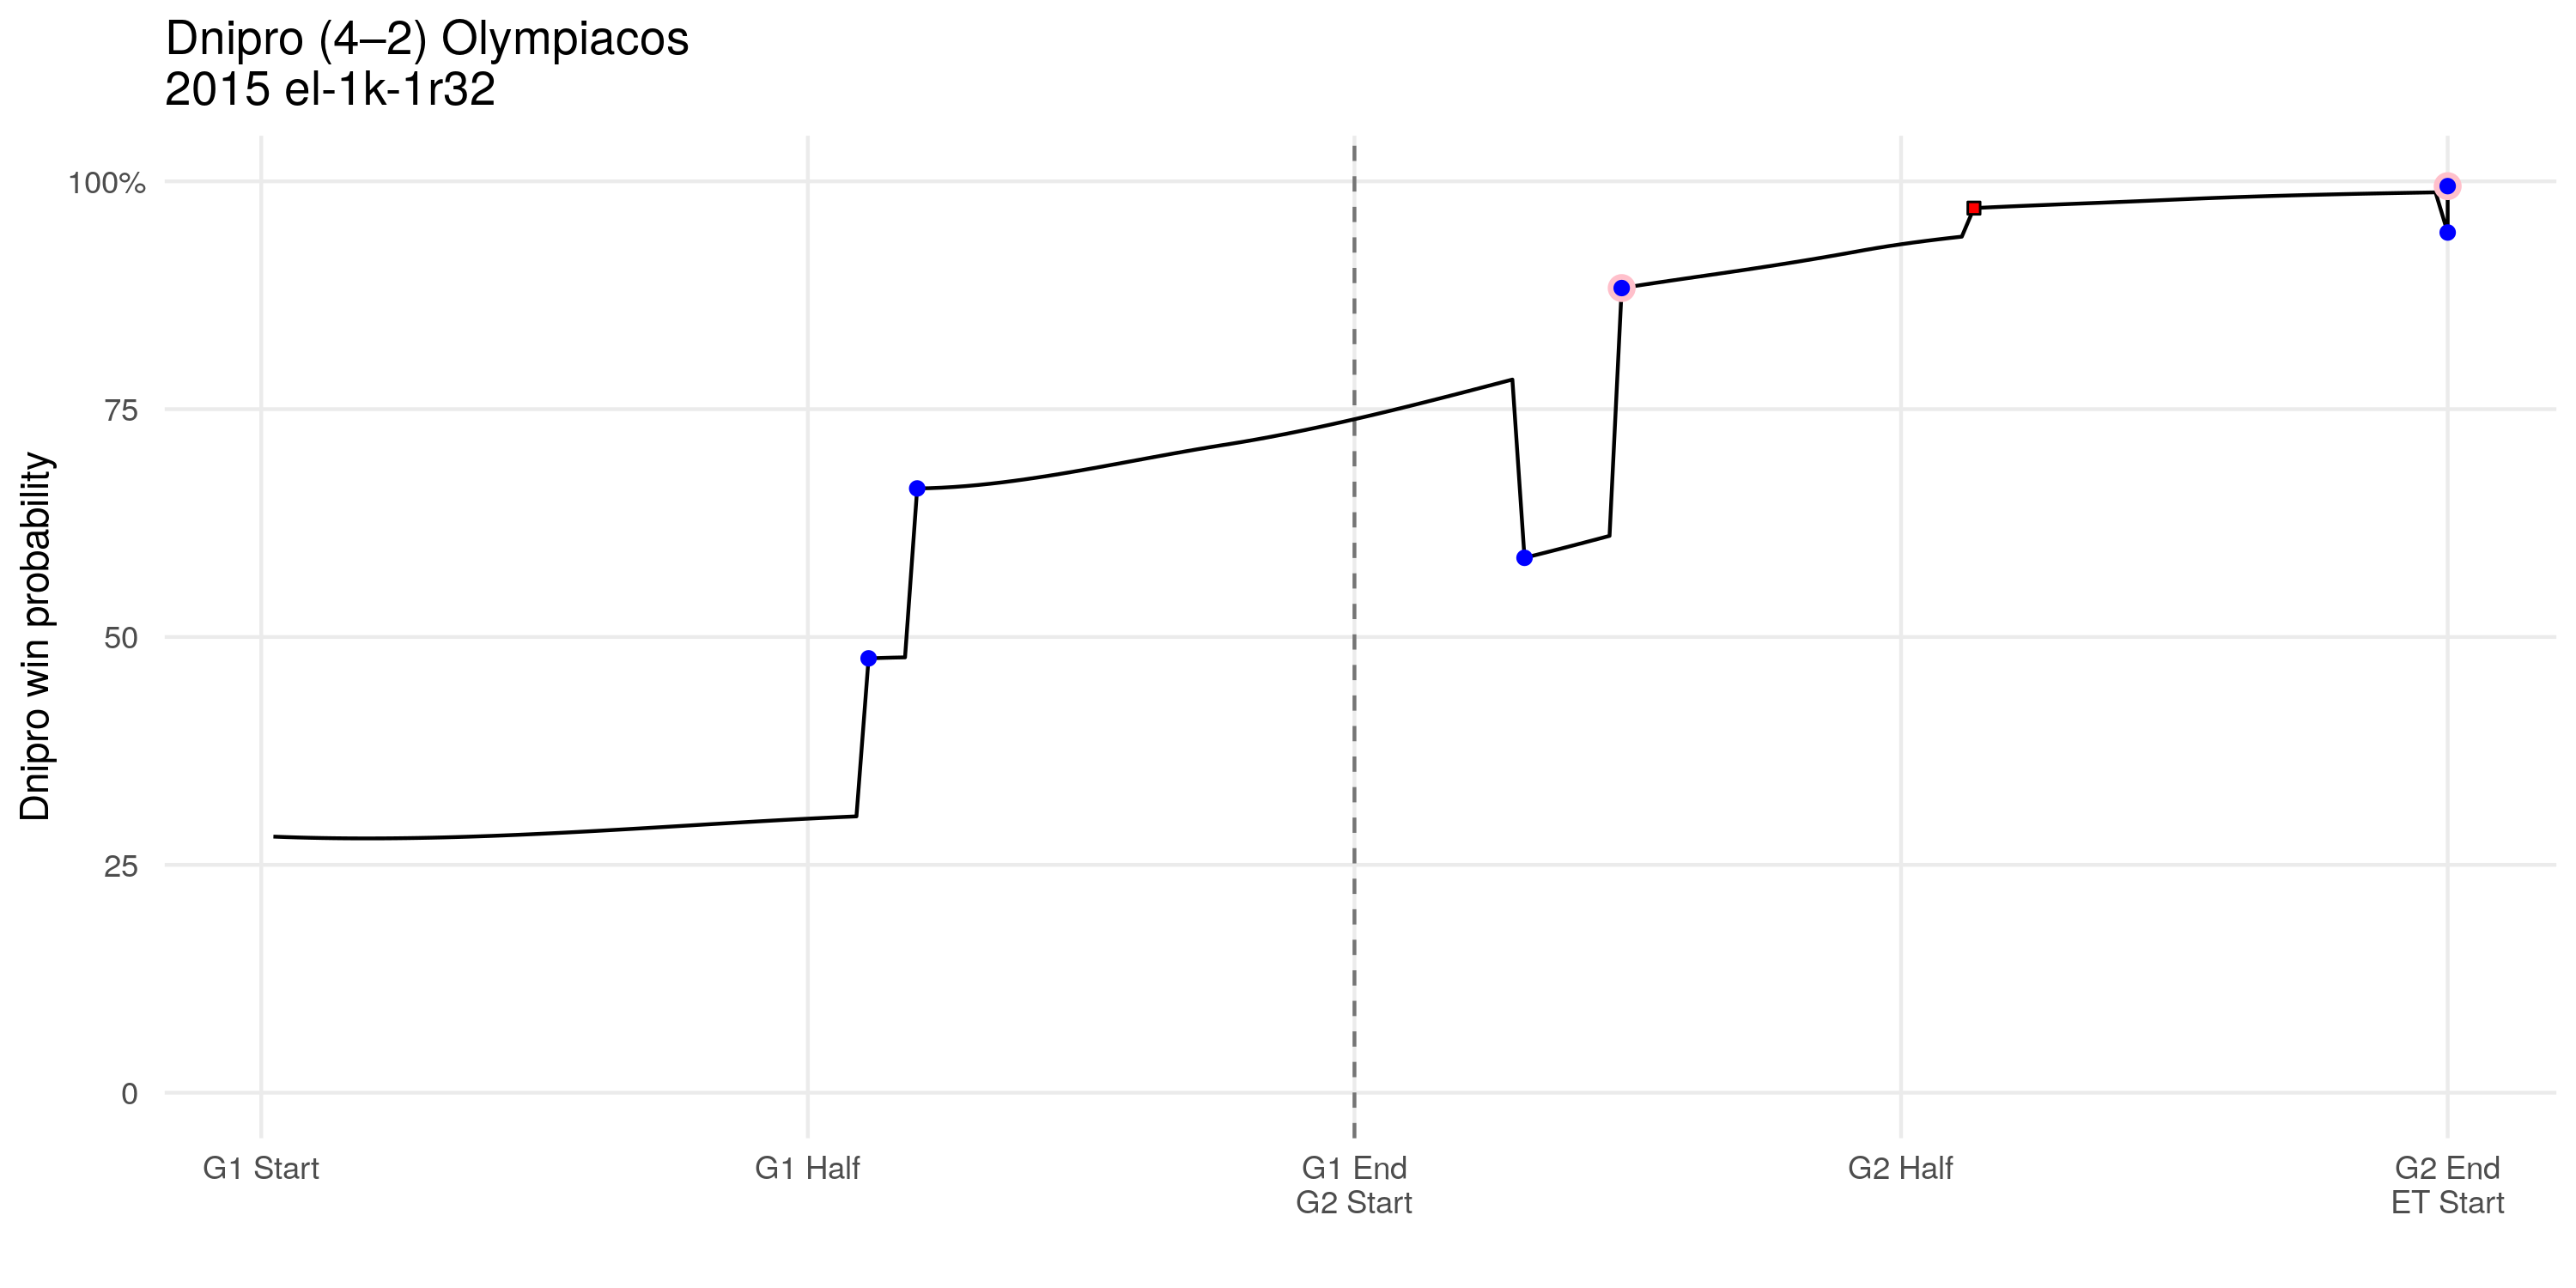 Dnipro (4–2) Olympiacos
2015 el-1k-1r32
Dnipro win probability
100%
75
50
25
0
G1 Start
G1 Half
G1 End
G2 Start
G2 Half
G2 End
ET Start